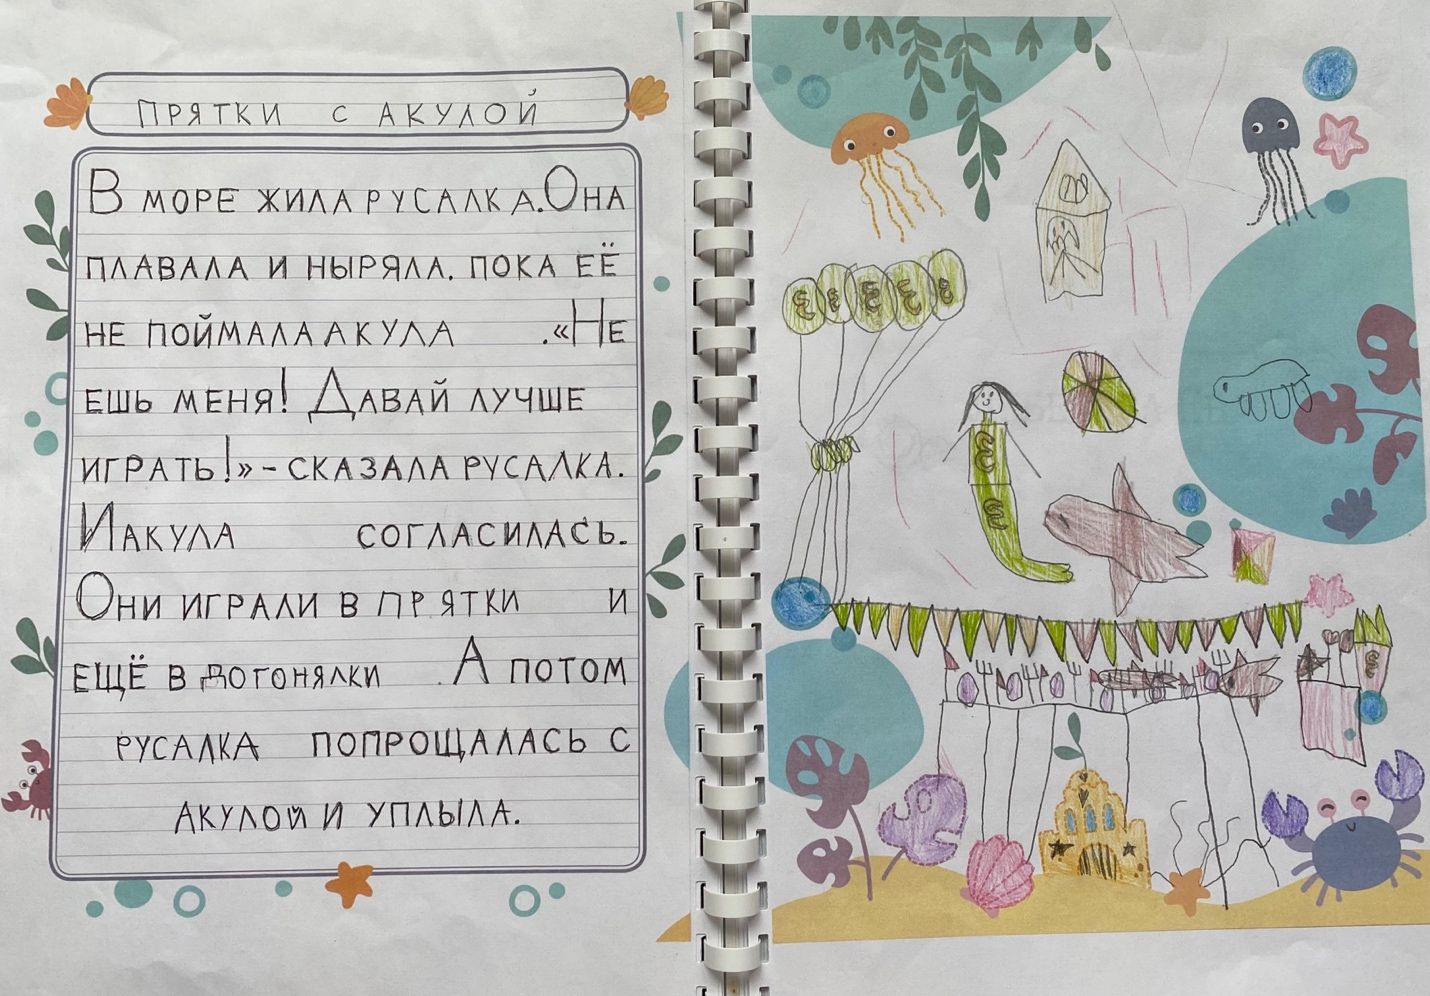 ПРЯТКИ С АКУЛОЙ
В МОРЕ ЖИЛА РУСАЛКА. ОНА
ПЛАВАЛА И НЫРЯЛА. ПОКА ЕЁ
НЕ ПОЙМАЛА АКУЛА .«НЕ
ЕШЬ МЕНЯ! ДАВАЙ ЛУЧШЕ
ИГРАТЬ!» - СКАЗАЛА РУСАЛКА.
И АКУЛА СОГЛАСИЛАСЬ.
ОНИ ИГРАЛИ В ПРЯТКИ И
ЕЩЁ В ДОГОНЯЛКИ . А ПОТОМ
РУСАЛКА ПОПРОЩАЛАСЬ С
АКУЛОЙ И УПЛЫЛА.